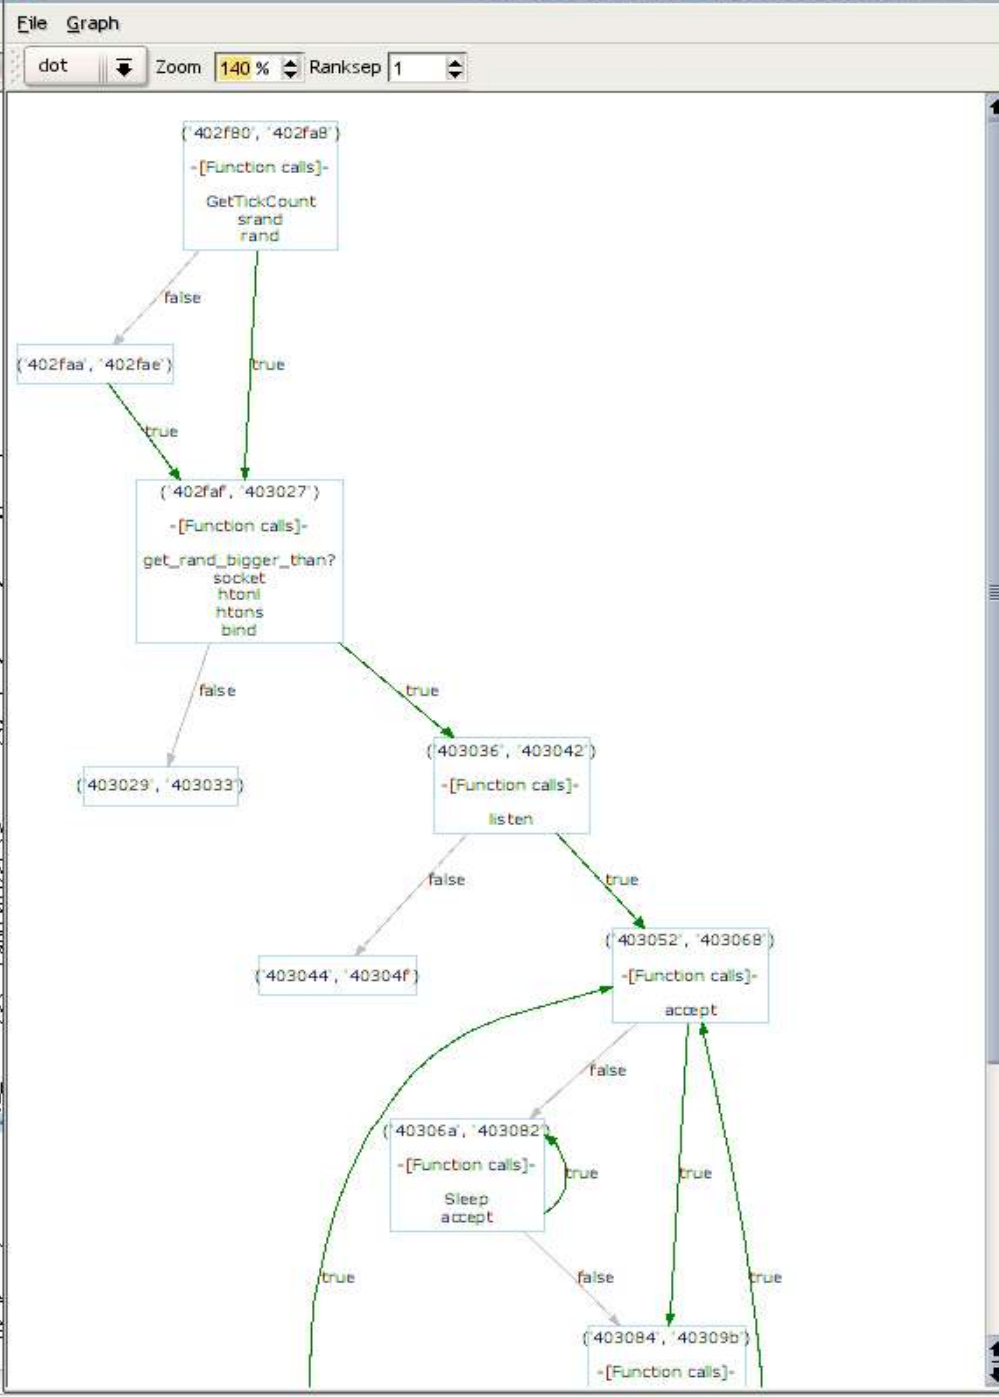 File Graph
dot Zoom 140 % Ranksep 1
('402f80', '402fa8')
-[Function calls]-
GetTickCount
srand
rand
false
true
('402faa', '402fae')
true
('402faf', '403027')
-[Function calls]-
get_rand_bigger_than?
socket
htonl
htons
bind
false
true
('403029', '403033')
('403036', '403042')
-[Function calls]-
listen
false
true
('403044', '40304f')
('403052', '403068')
-[Function calls]-
accept
false
('40306a', '403082')
-[Function calls]-
Sleep
accept
true
true
true
false
true
('403084', '40309b')
-[Function calls]-